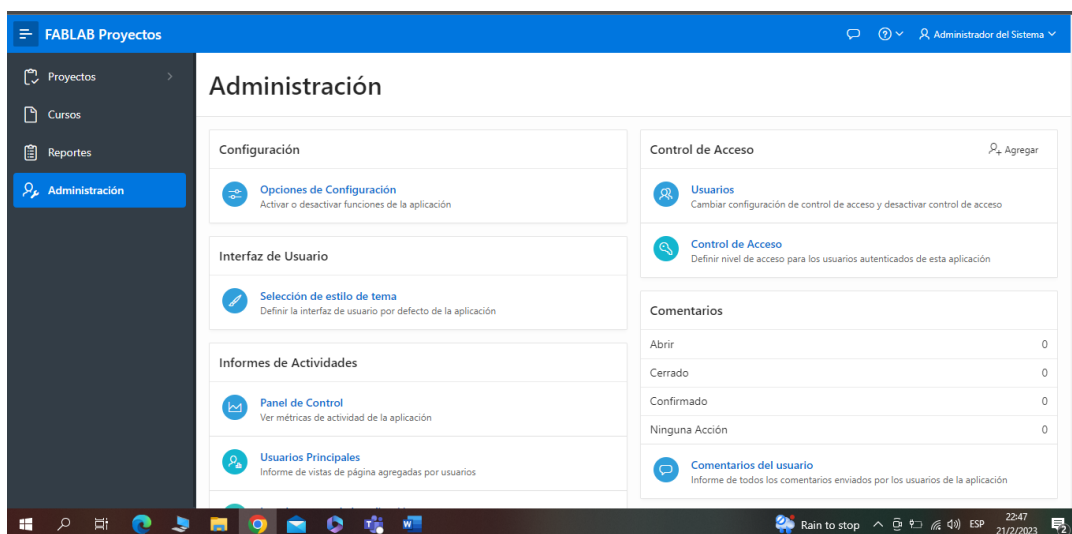 FABLAB Proyectos
Administrador del Sistema
Proyectos
Cursos
Reportes
Administración
Administración
Configuración
Opciones de Configuración
Activar o desactivar funciones de la aplicación
Interfaz de Usuario
Selección de estilo de tema
Definir la interfaz de usuario por defecto de la aplicación
Informes de Actividades
Panel de Control
Ver métricas de actividad de la aplicación
Usuarios Principales
Informe de vistas de página agregadas por usuarios
Control de Acceso
Agregar
Usuarios
Cambiar configuración de control de acceso y desactivar control de acceso
Control de Acceso
Definir nivel de acceso para los usuarios autenticados de esta aplicación
Comentarios
Abrir 0
Cerrado 0
Confirmado 0
Ninguna Acción 0
Comentarios del usuario
Informe de todos los comentarios enviados por los usuarios de la aplicación
Rain to stop
ESP
22:47
21/2/2023